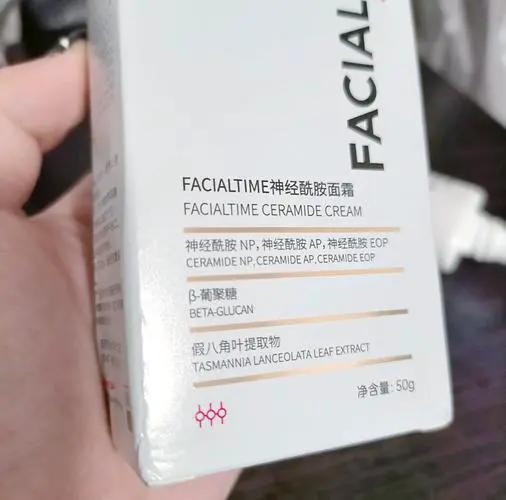 FACIAL
FACIALTIME神经酰胺面霜
FACIALTIME CERAMIDE CREAM
神经酰胺 NP, 神经酰胺 AP, 神经酰胺 EOP
CERAMIDE NP, CERAMIDE AP, CERAMIDE EOP
β-葡聚糖
BETA-GLUCAN
假八角叶提取物
TASMANNIA LANCEOLATA LEAF EXTRACT
净含量: 50g